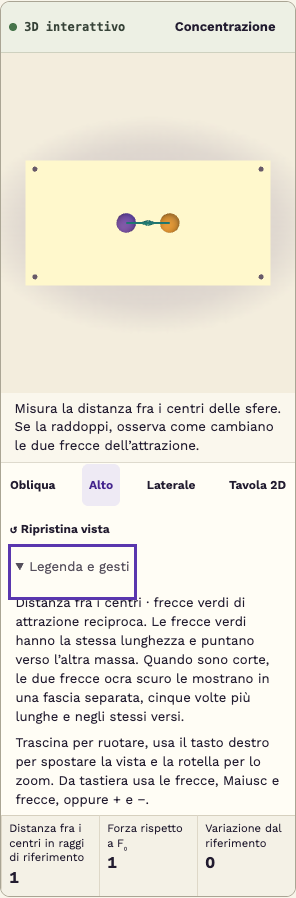 3D interattivo
Concentrazione
Misura la distanza fra i centri delle sfere.
Se la raddoppi, osserva come cambiano
le due frecce dell’attrazione.
Obliqua
Alto
Laterale
Tavola 2D
↺ Ripristina vista
▼ Legenda e gesti
Distanza fra i centri · frecce verdi di
attrazione reciproca. Le frecce verdi
hanno la stessa lunghezza e puntano
verso l’altra massa. Quando sono corte,
le due frecce ocra scuro le mostrano in
una fascia separata, cinque volte più
lunghe e negli stessi versi.
Trascina per ruotare, usa il tasto destro
per spostare la vista e la rotella per lo
zoom. Da tastiera usa le frecce, Maiusc e
frecce, oppure + e −.
Distanza fra i
centri in raggi
di riferimento
1
Forza rispetto
a F₀
1
Variazione dal
riferimento
0